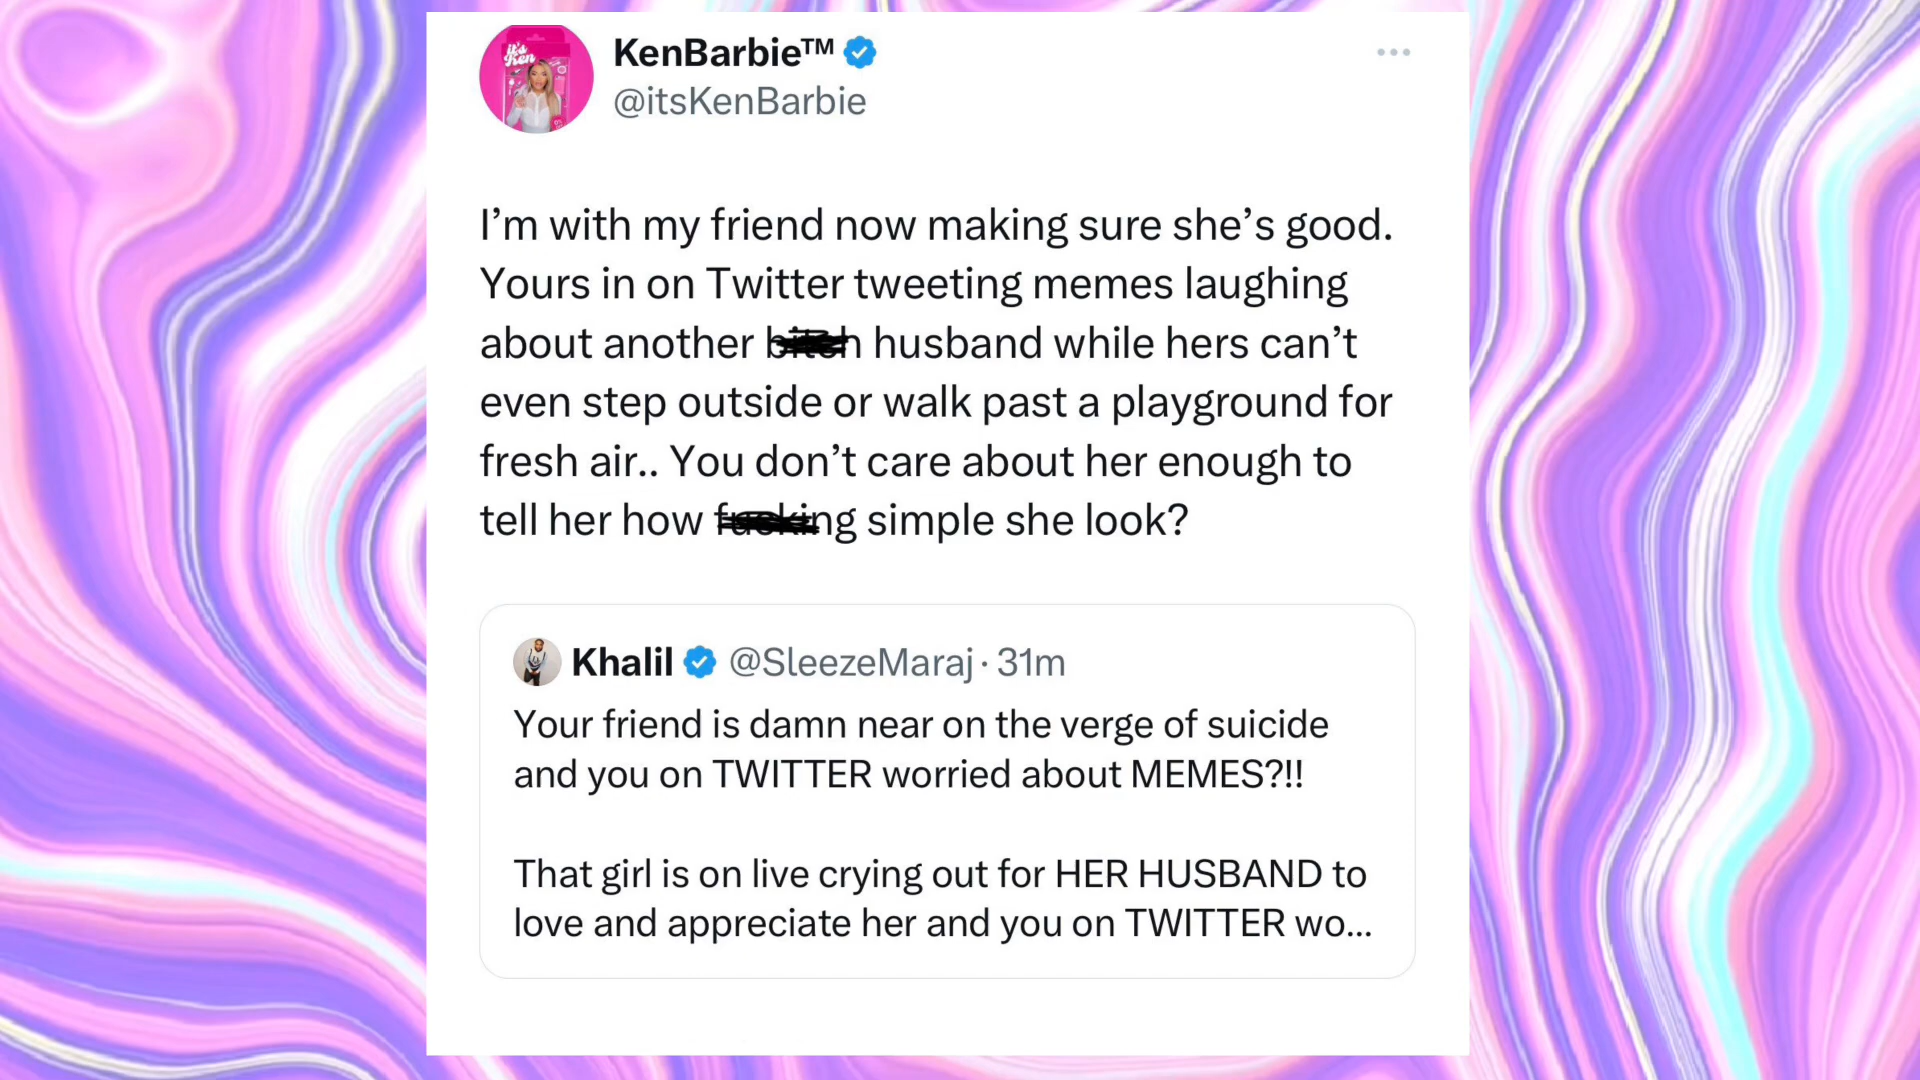 it's
Ken
KenBarbie™
@itsKenBarbie
I'm with my friend now making sure she's good.
Yours in on Twitter tweeting memes laughing
about another bitch husband while hers can't
even step outside or walk past a playground for
fresh air.. You don't care about her enough to
tell her how fucking simple she look?
Khalil @SleezeMaraj · 31m
Your friend is damn near on the verge of suicide
and you on TWITTER worried about MEMES?!!
That girl is on live crying out for HER HUSBAND to
love and appreciate her and you on TWITTER wo...